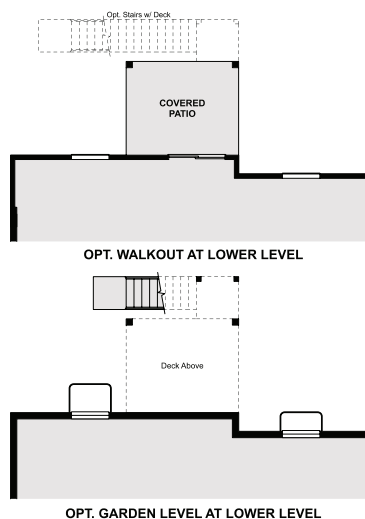 Opt. Stairs w/ Deck
COVERED
PATIO
OPT. WALKOUT AT LOWER LEVEL
Deck Above
OPT. GARDEN LEVEL AT LOWER LEVEL